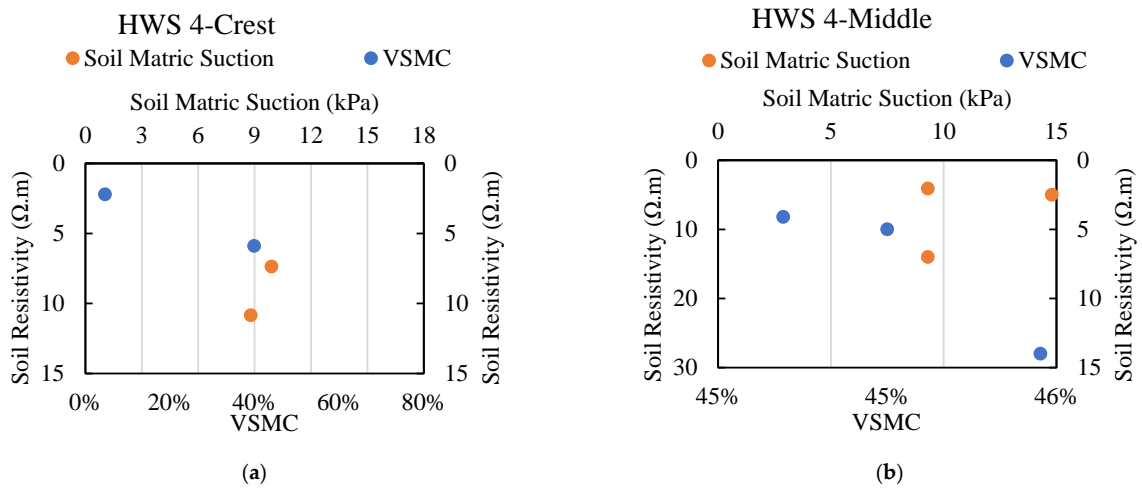 HWS 4-Crest
Soil Matric Suction VSMC
Soil Matric Suction (kPa)
0 3 6 9 12 15 18
Soil Resistivity (Ω.m)
0
5
10
15
0
5
10
15
Soil Resistivity (Ω.m)
0% 20% 40% 60% 80%
VSMC
(a)
HWS 4-Middle
Soil Matric Suction VSMC
Soil Matric Suction (kPa)
0 5 10 15
Soil Resistivity (Ω.m)
0
10
20
30
0
5
10
15
Soil Resistivity (Ω.m)
45% 45% 46%
VSMC
(b)